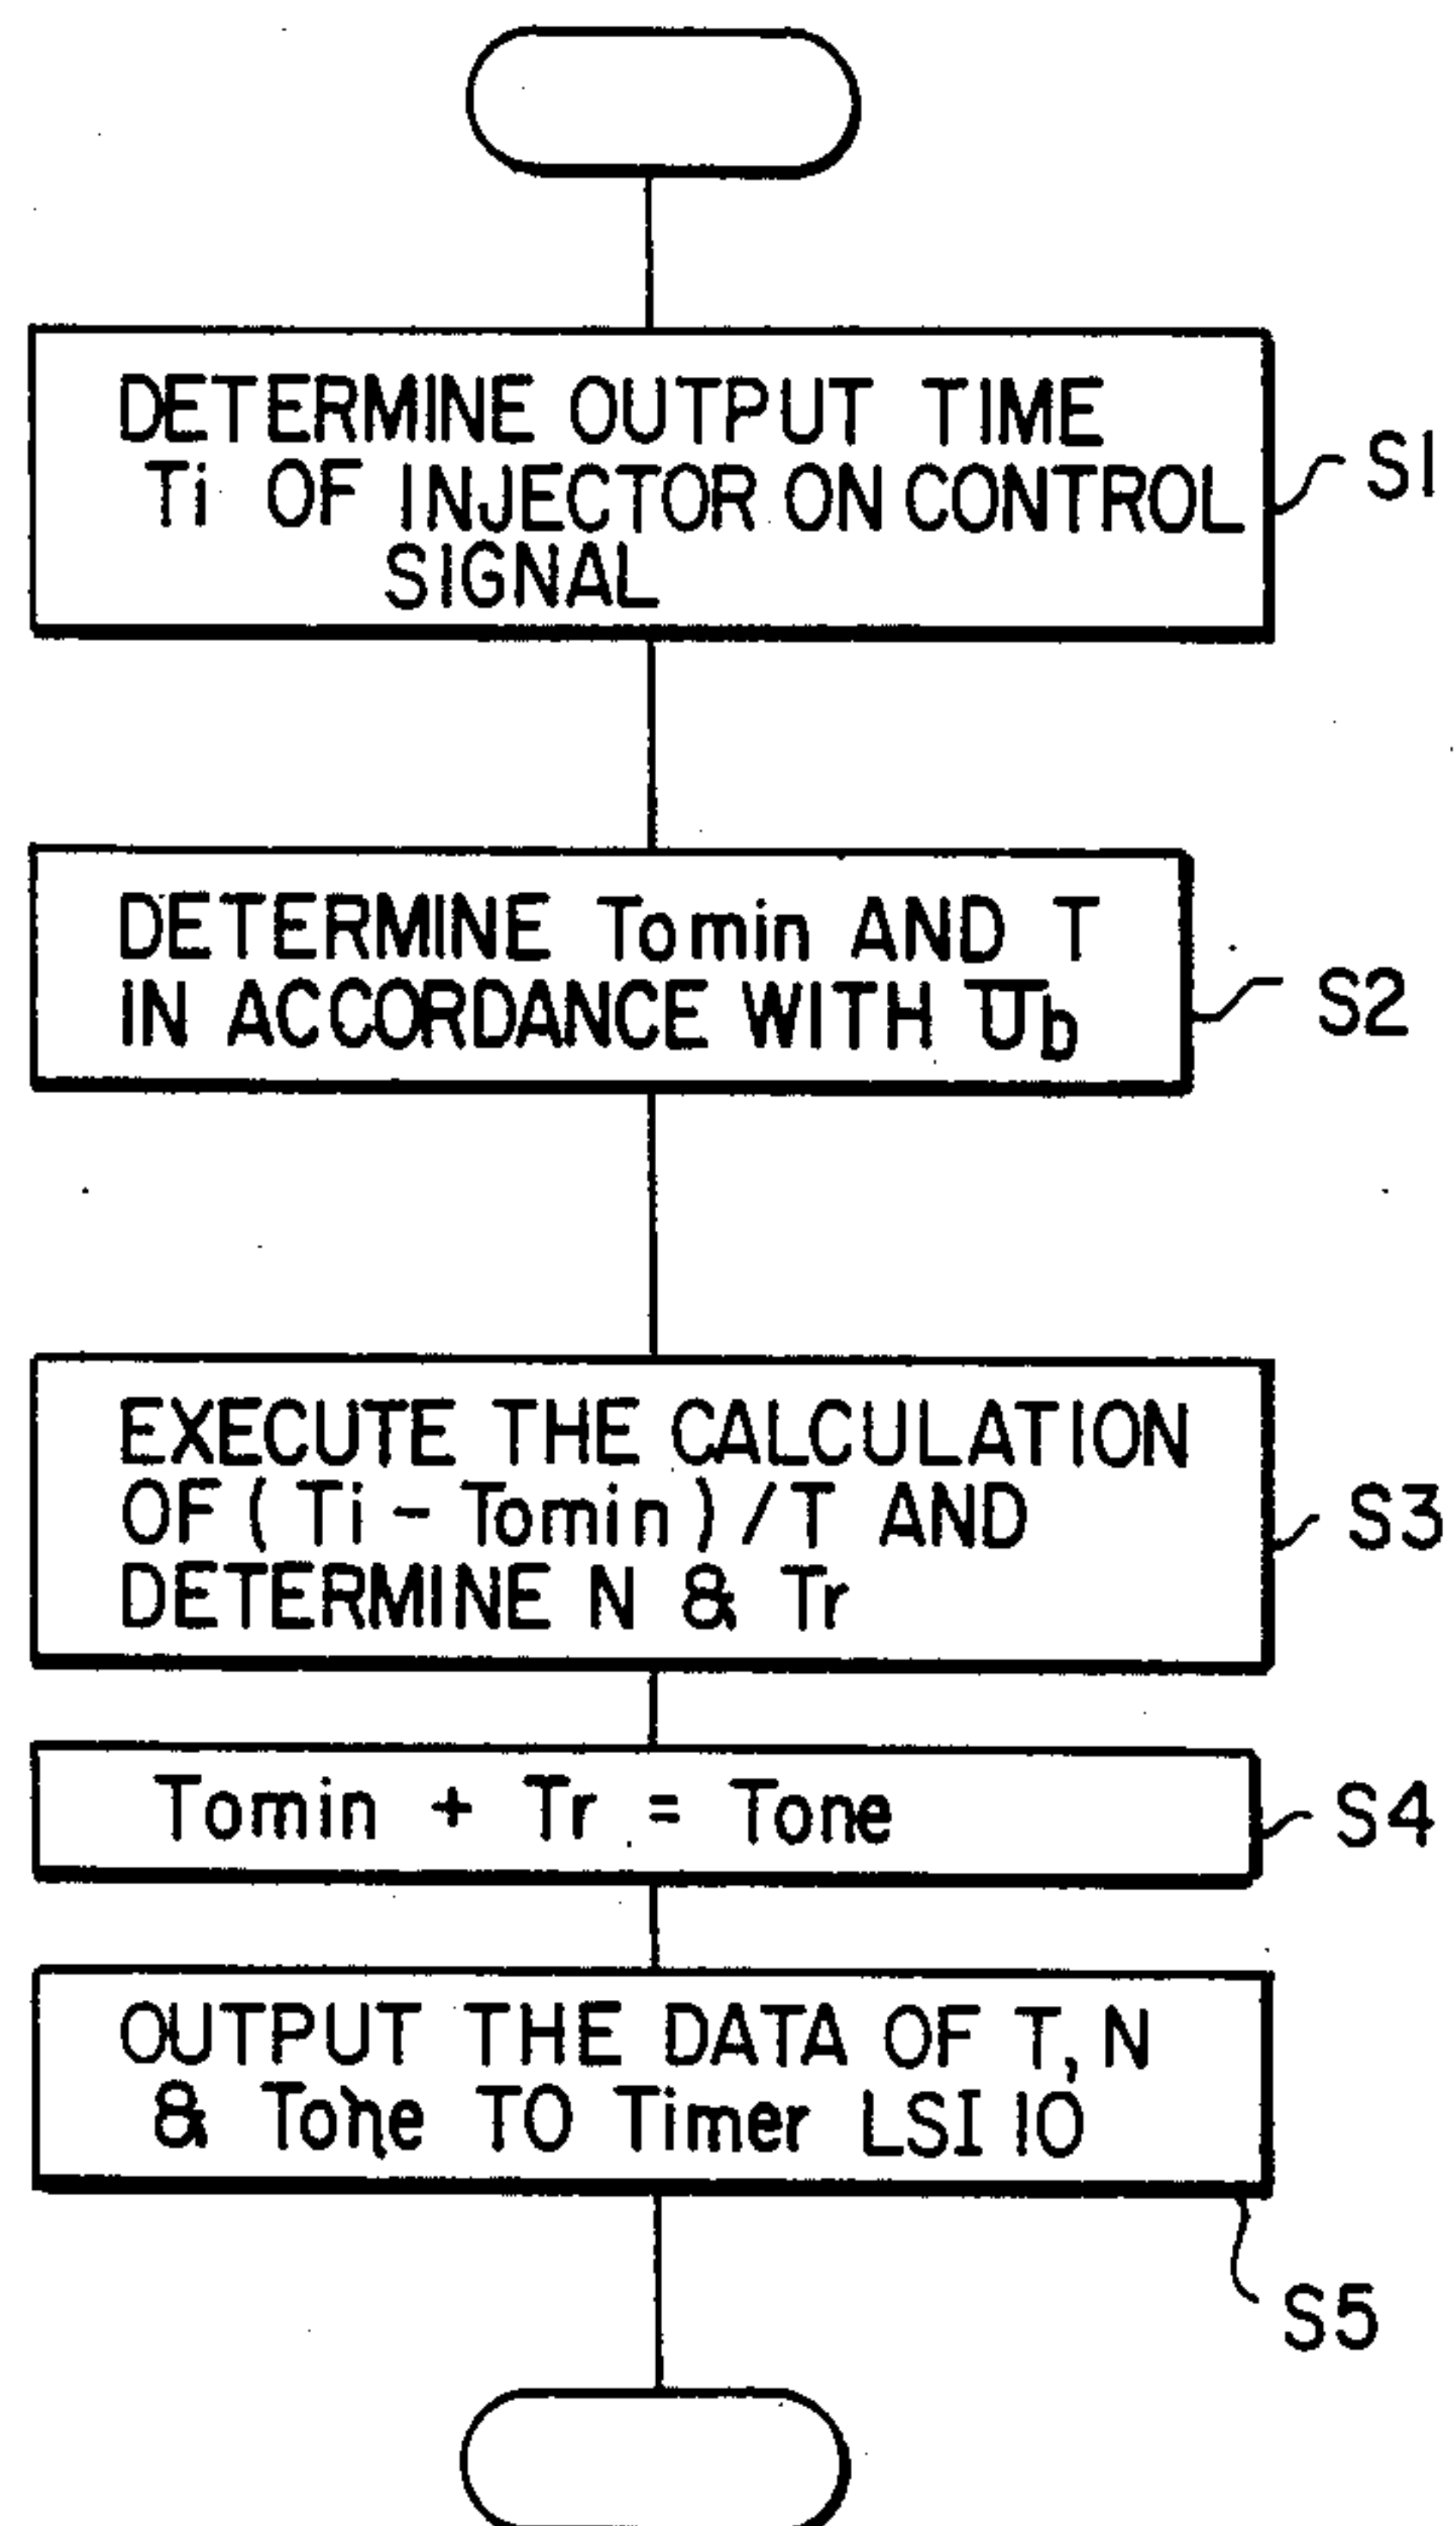 DETERMINE OUTPUT TIME
Ti OF INJECTOR ON CONTROL
SIGNAL
S1
DETERMINE Tomin AND T
IN ACCORDANCE WITH U̅b
S2
EXECUTE THE CALCULATION
OF (Ti - Tomin) / T AND
DETERMINE N & Tr
S3
Tomin + Tr = Tone
S4
OUTPUT THE DATA OF T, N
& Tone TO Timer LSI 10
S5